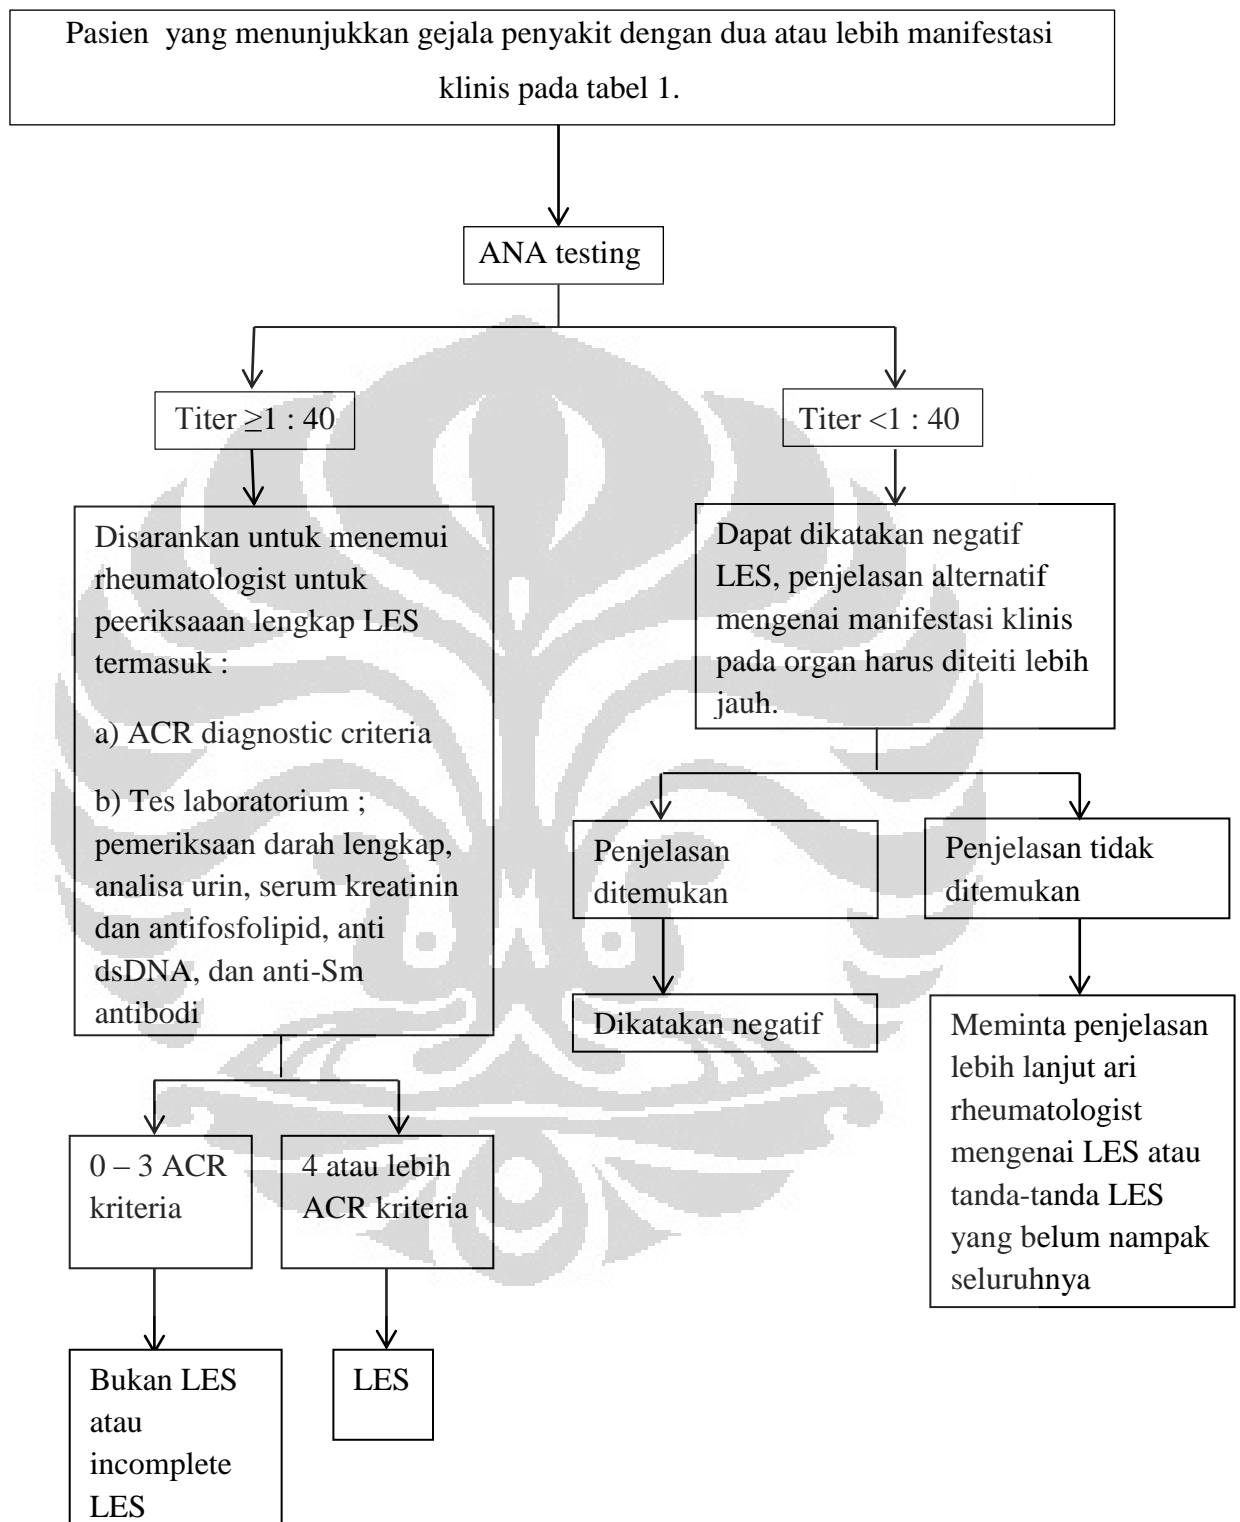 Pasien yang menunjukkan gejala penyakit dengan dua atau lebih manifestasi
klinis pada tabel 1.
ANA testing
Titer ≥1 : 40
Titer <1 : 40
Disarankan untuk menemui
rheumatologist untuk
peeriksaaan lengkap LES
termasuk :
a) ACR diagnostic criteria
b) Tes laboratorium ;
pemeriksaan darah lengkap,
analisa urin, serum kreatinin
dan antifosfolipid, anti
dsDNA, dan anti-Sm
antibodi
Dapat dikatakan negatif
LES, penjelasan alternatif
mengenai manifestasi klinis
pada organ harus diteiti lebih
jauh.
Penjelasan
ditemukan
Penjelasan tidak
ditemukan
Dikatakan negatif
Meminta penjelasan
lebih lanjut ari
rheumatologist
mengenai LES atau
tanda-tanda LES
yang belum nampak
seluruhnya
0 – 3 ACR
kriteria
4 atau lebih
ACR kriteria
Bukan LES
atau
incomplete
LES
LES